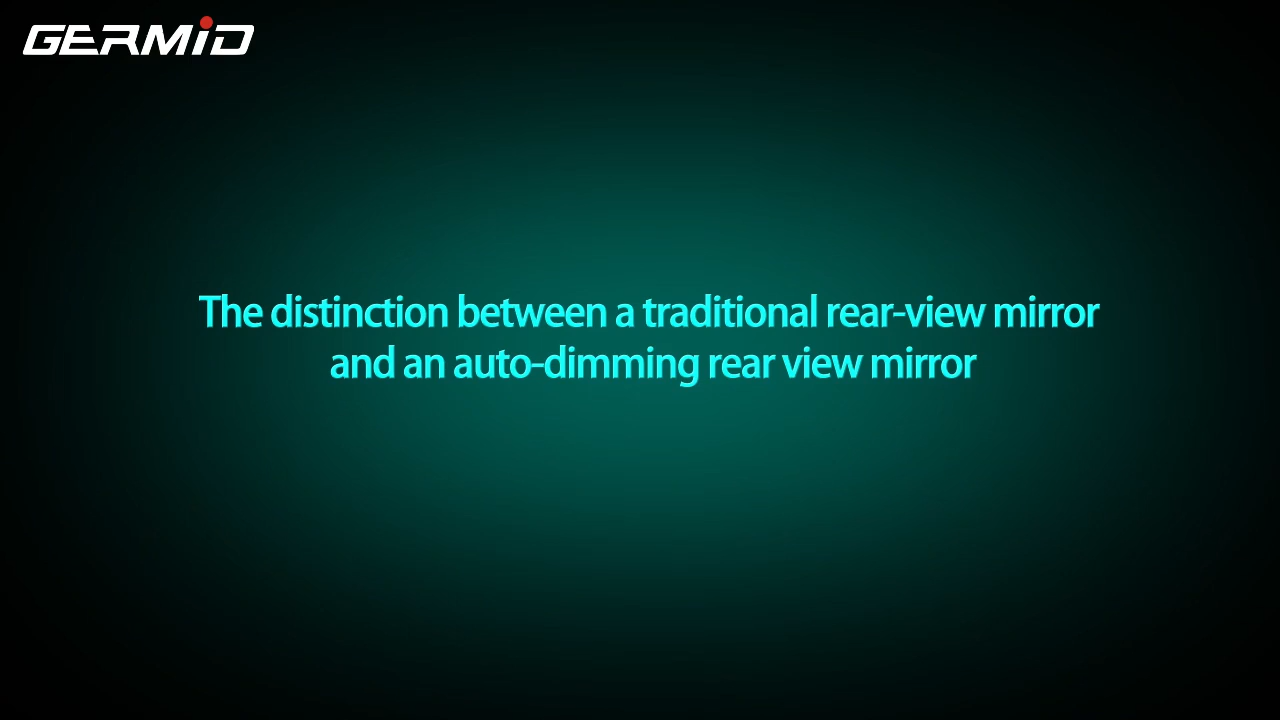 GERMiD
The distinction between a traditional rear-view mirror
and an auto-dimming rear view mirror